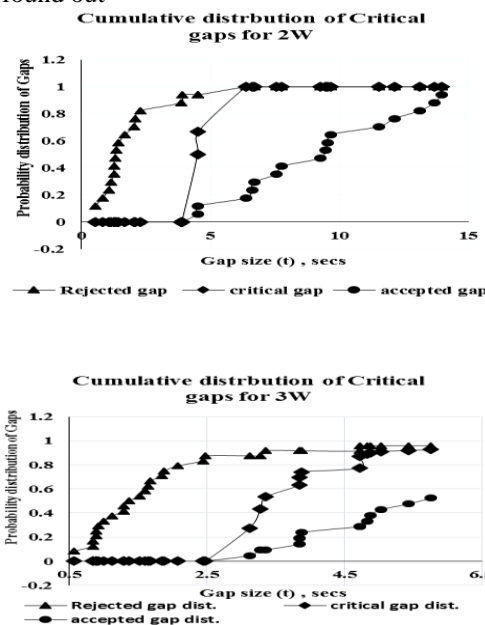 round out
Cumulative distrbution of Critical
gaps for 2W
Probability distribution of Gaps
1.2
1
0.8
0.6
0.4
0.2
0
-0.2
0
5
10
15
Gap size (t) , secs
Rejected gap
critical gap
accepted gap
Cumulative distrbution of Critical
gaps for 3W
Probability distribution of Gaps
1.2
1
0.8
0.6
0.4
0.2
0
-0.2
0.5
2.5
4.5
6.5
Gap size (t) , secs
Rejected gap dist.
critical gap dist.
accepted gap dist.